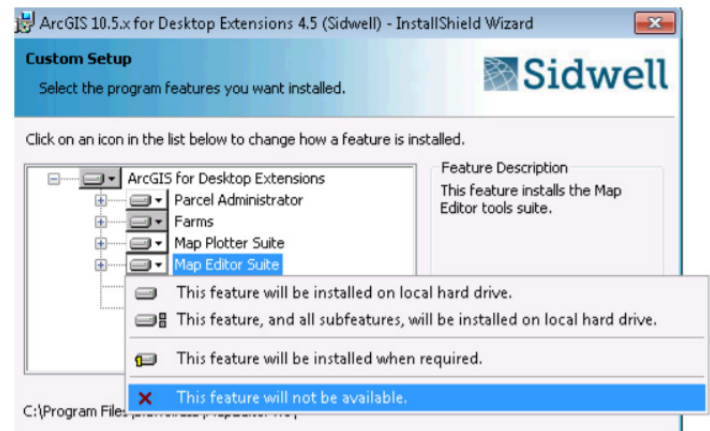 ArcGIS 10.5.x for Desktop Extensions 4.5 (Sidwell) - InstallShield Wizard
Custom Setup
Select the program features you want installed.
Sidwell
Click on an icon in the list below to change how a feature is installed.
ArcGIS for Desktop Extensions
Parcel Administrator
Farms
Map Plotter Suite
Map Editor Suite
Feature Description
This feature installs the Map
Editor tools suite.
This feature will be installed on local hard drive.
This feature, and all subfeatures, will be installed on local hard drive.
This feature will be installed when required.
This feature will not be available.
C:\Program Files